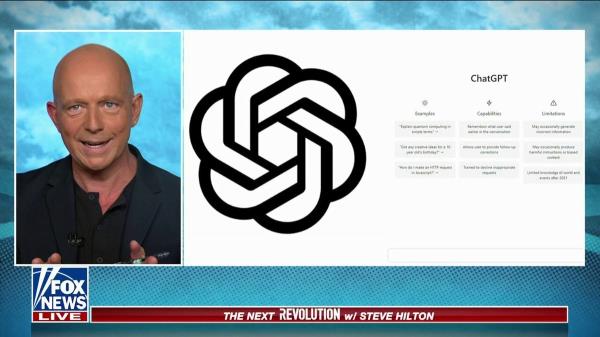 ChatGPT
Examples
Capabilities
Limitations
"Explain quantum computing in
simple terms" →
"Got any creative ideas for a 10
year old's birthday?" →
"How do I make an HTTP request
in Javascript?" →
Remember what user said
earlier in the conversation
Allows user to provide follow-up
corrections
Trained to decline inappropriate
requests
May occasionally generate
incorrect information
May occasionally produce
harmful instructions or biased
content
Limited knowledge of world and
events after 2021
FOX
NEWS
LIVE
THE NEXT REVOLUTION w/ STEVE HILTON